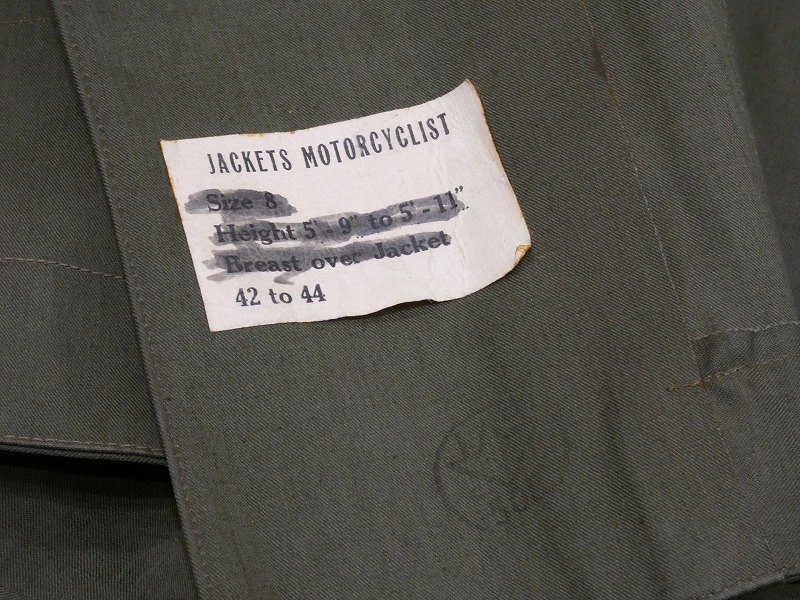 JACKETS MOTORCYCLIST
Size 8
Height 5' - 9" to 5' - 11"
Breast over Jacket
42 to 44